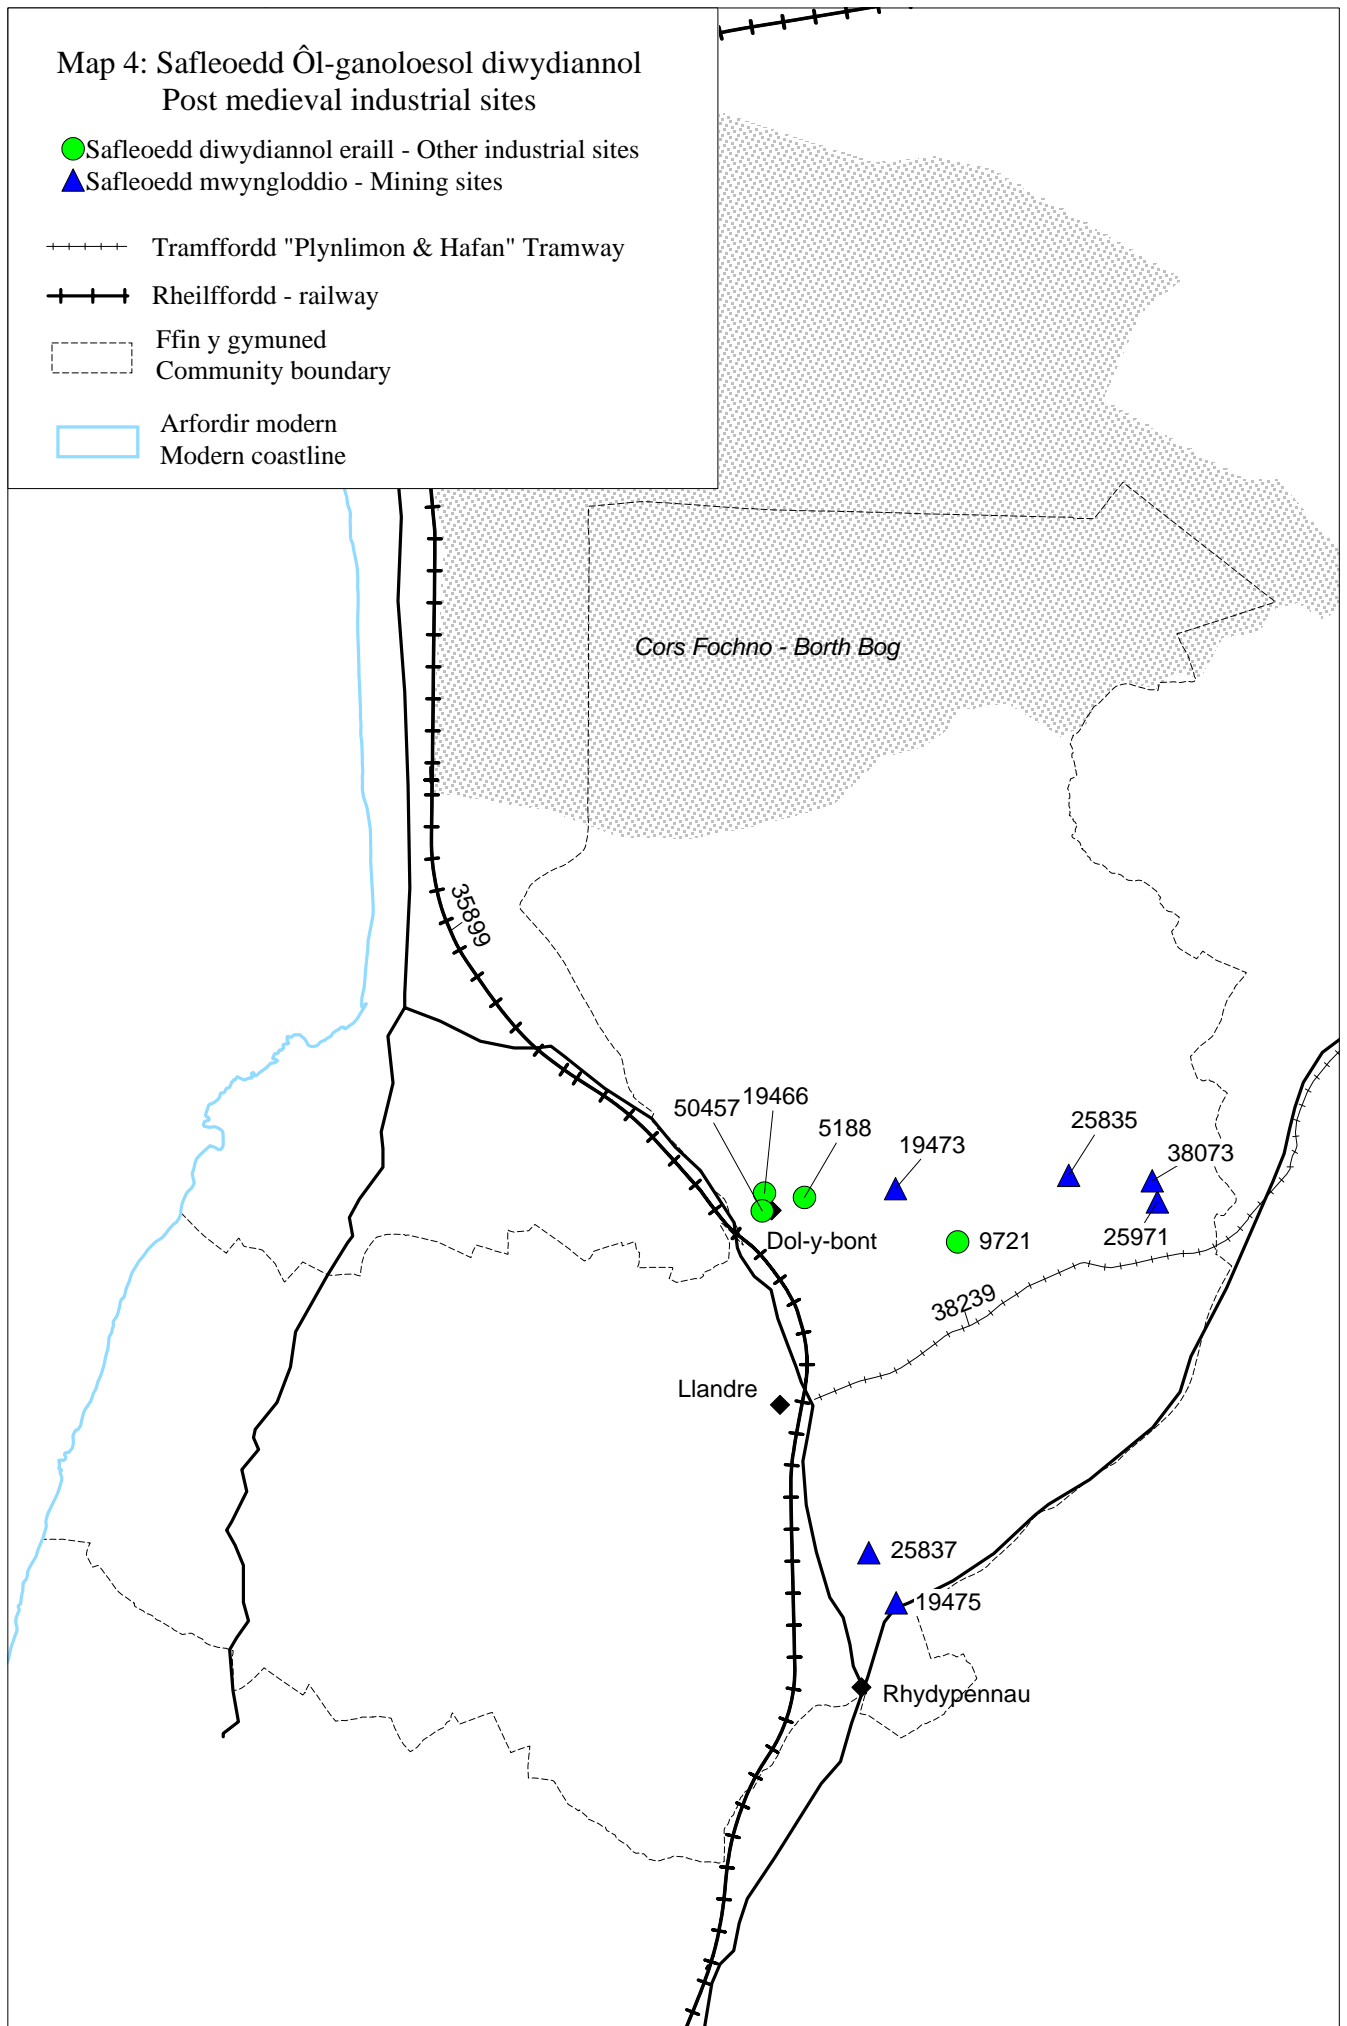 Map 4: Safleoedd Ôl-ganoloesol diwydiannol
Post medieval industrial sites
Safleoedd diwydiannol eraill - Other industrial sites
Safleoedd mwyngloddio - Mining sites
Tramffordd "Plynlimon & Hafan" Tramway
Rheilffordd - railway
Ffin y gymuned
Community boundary
Arfordir modern
Modern coastline
Cors Fochno - Borth Bog
35899
19466
50457
5188
19473
25835
38073
25971
Dol-y-bont
9721
38239
Llandre
25837
19475
Rhydypennau